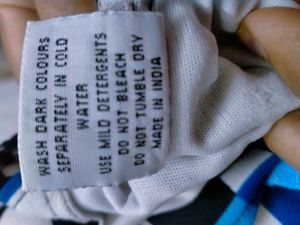 WASH DARK COLOURS
SEPARATELY IN COLD
WATER
USE MILD DETERGENTS
DO NOT BLEACH
DO NOT TUMBLE DRY
MADE IN INDIA